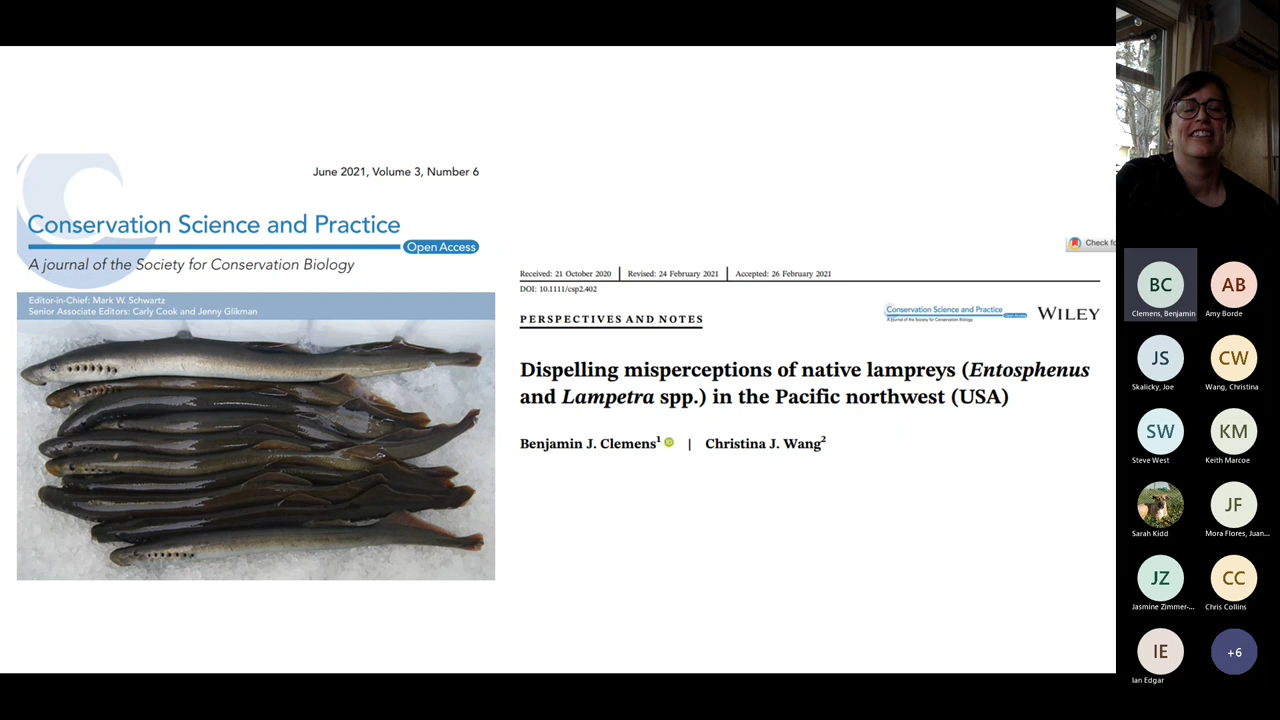 June 2021, Volume 3, Number 6
Conservation Science and Practice
Open Access
A journal of the Society for Conservation Biology
Editor-in-Chief: Mark W. Schwartz
Senior Associate Editors: Carly Cook and Jenny Glikman
Check fo
Received: 21 October 2020 | Revised: 24 February 2021 | Accepted: 26 February 2021
DOI: 10.1111/csp2.402
PERSPECTIVES AND NOTES
Conservation Science and Practice
Open Access
A journal of the Society for Conservation Biology
WILEY
Dispelling misperceptions of native lampreys (Entosphenus
and Lampetra spp.) in the Pacific northwest (USA)
Benjamin J. Clemens1 iD | Christina J. Wang2
BC
Clemens, Benjamin
AB
Amy Borde
JS
Skalicky, Joe
CW
Wang, Christina
SW
Steve West
KM
Keith Marcoe
Sarah Kidd
JF
Mora Flores, Juan...
JZ
Jasmine Zimmer-...
CC
Chris Collins
IE
Ian Edgar
+6